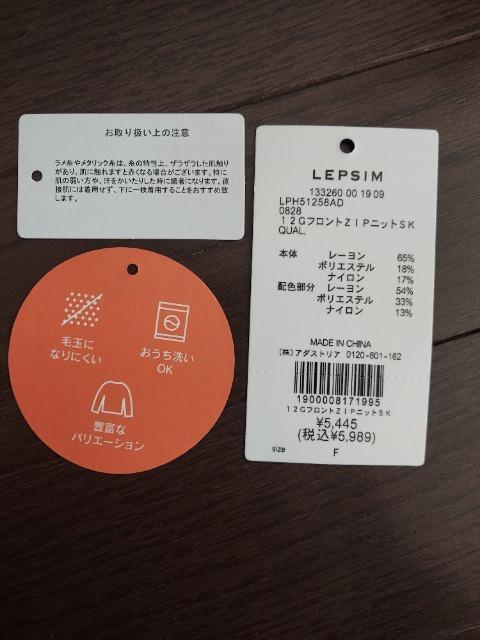 お取り扱い上の注意
ラメ糸やメタリック糸は、糸の特性上、ザラザラした肌触り
があり、肌に触れますと赤くなる場合がございます。特に
肌の弱い方や、汗をかいたりした時に顕著になります。直
接肌には着用せず、下に一枚着用することをおすすめ致
します。
毛玉に
なりにくい
おうち洗い
OK
豊富な
バリエーション
LEPSIM
133260 00 19 09
LPH51258AD
0828
12GフロントZIPニットSK
QUAL.
本体 レーヨン 65%
ポリエステル 18%
ナイロン 17%
配色部分 レーヨン 54%
ポリエステル 33%
ナイロン 13%
MADE IN CHINA
(株)アダストリア 0120-601-162
1900008171995
12GフロントZIPニットSK
¥5,445
(税込¥5,989)
size F